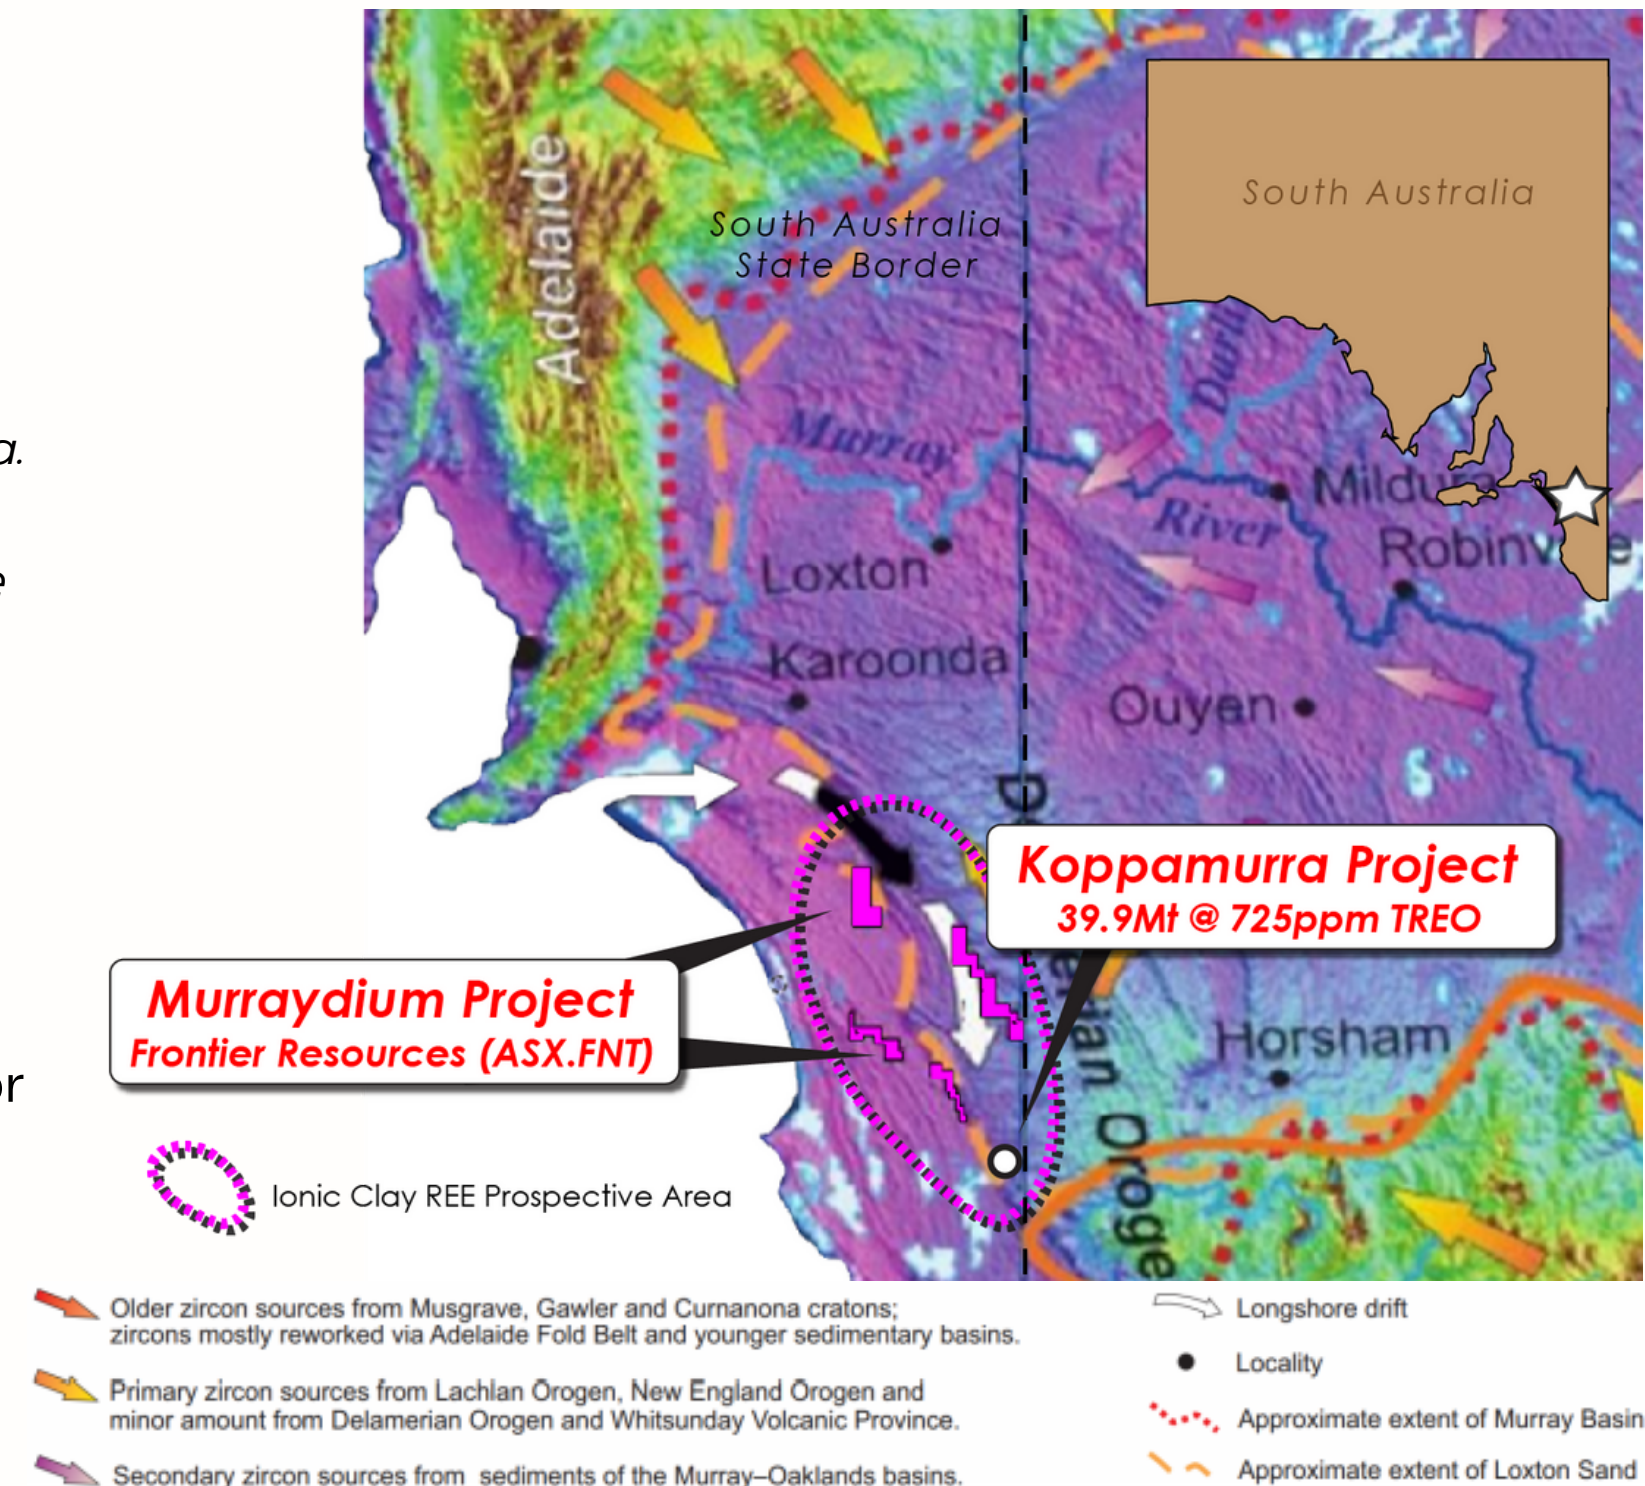 a.
e
or
Adelaide
South Australia
State Border
South Australia
Murray
River
Mildura
Loxton
Karoonda
Ouyen
Koppamurra Project
39.9Mt @ 725ppm TREO
Murraydium Project
Frontier Resources (ASX.FNT)
Horsham
Ionic Clay REE Prospective Area
Older zircon sources from Musgrave, Gawler and Curnanona cratons;
zircons mostly reworked via Adelaide Fold Belt and younger sedimentary basins.
Primary zircon sources from Lachlan Orogen, New England Orogen and
minor amount from Delamerian Orogen and Whitsunday Volcanic Province.
Secondary zircon sources from sediments of the Murray–Oaklands basins.
Longshore drift
Locality
Approximate extent of Murray Basin
Approximate extent of Loxton Sand